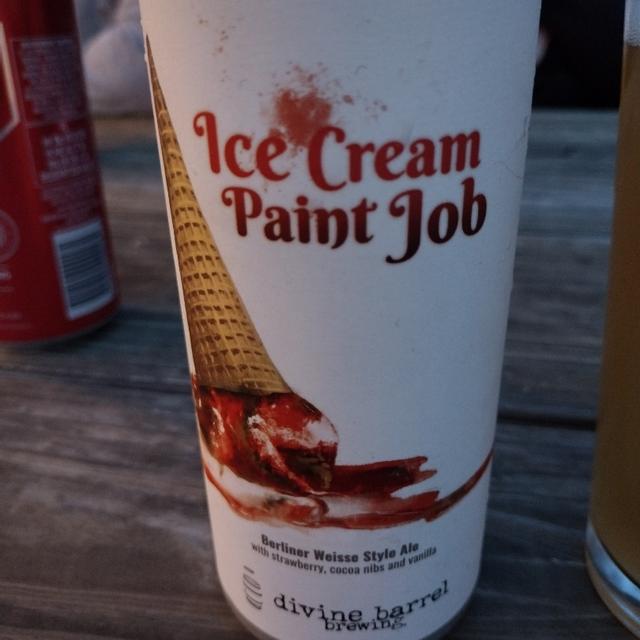 Ice Cream
Paint Job
Berliner Weisse Style Ale
with strawberry, cocoa nibs and vanilla
divine barrel
brewing